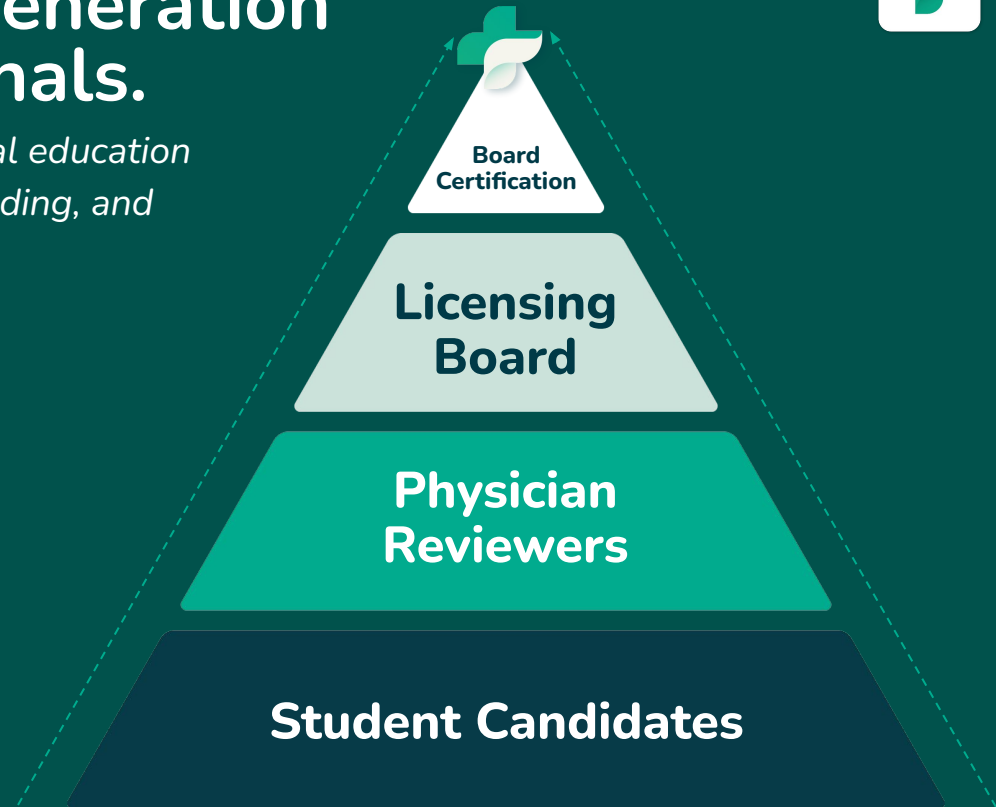 eneration
nals.
al education
ding, and
Board
Certification
Licensing
Board
Physician
Reviewers
Student Candidates